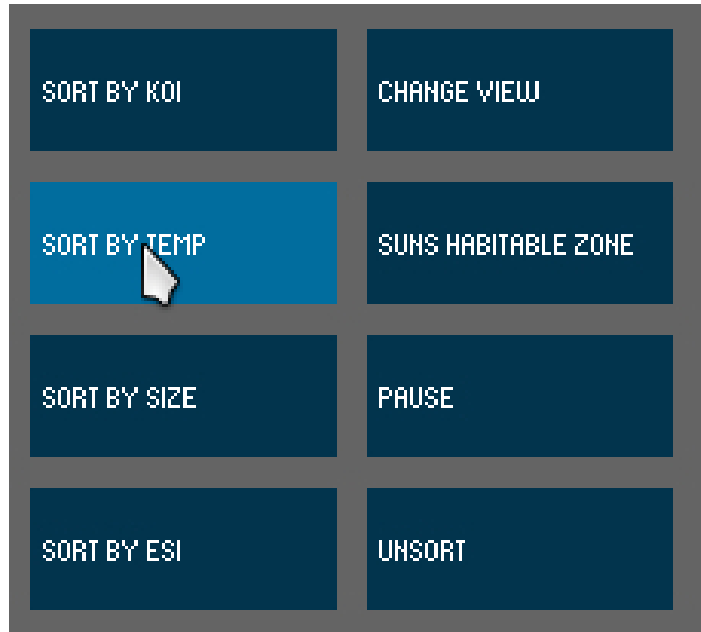 SORT BY KOI
CHANGE VIEW
SORT BY TEMP
SUNS HABITABLE ZONE
SORT BY SIZE
PAUSE
SORT BY ESI
UNSORT